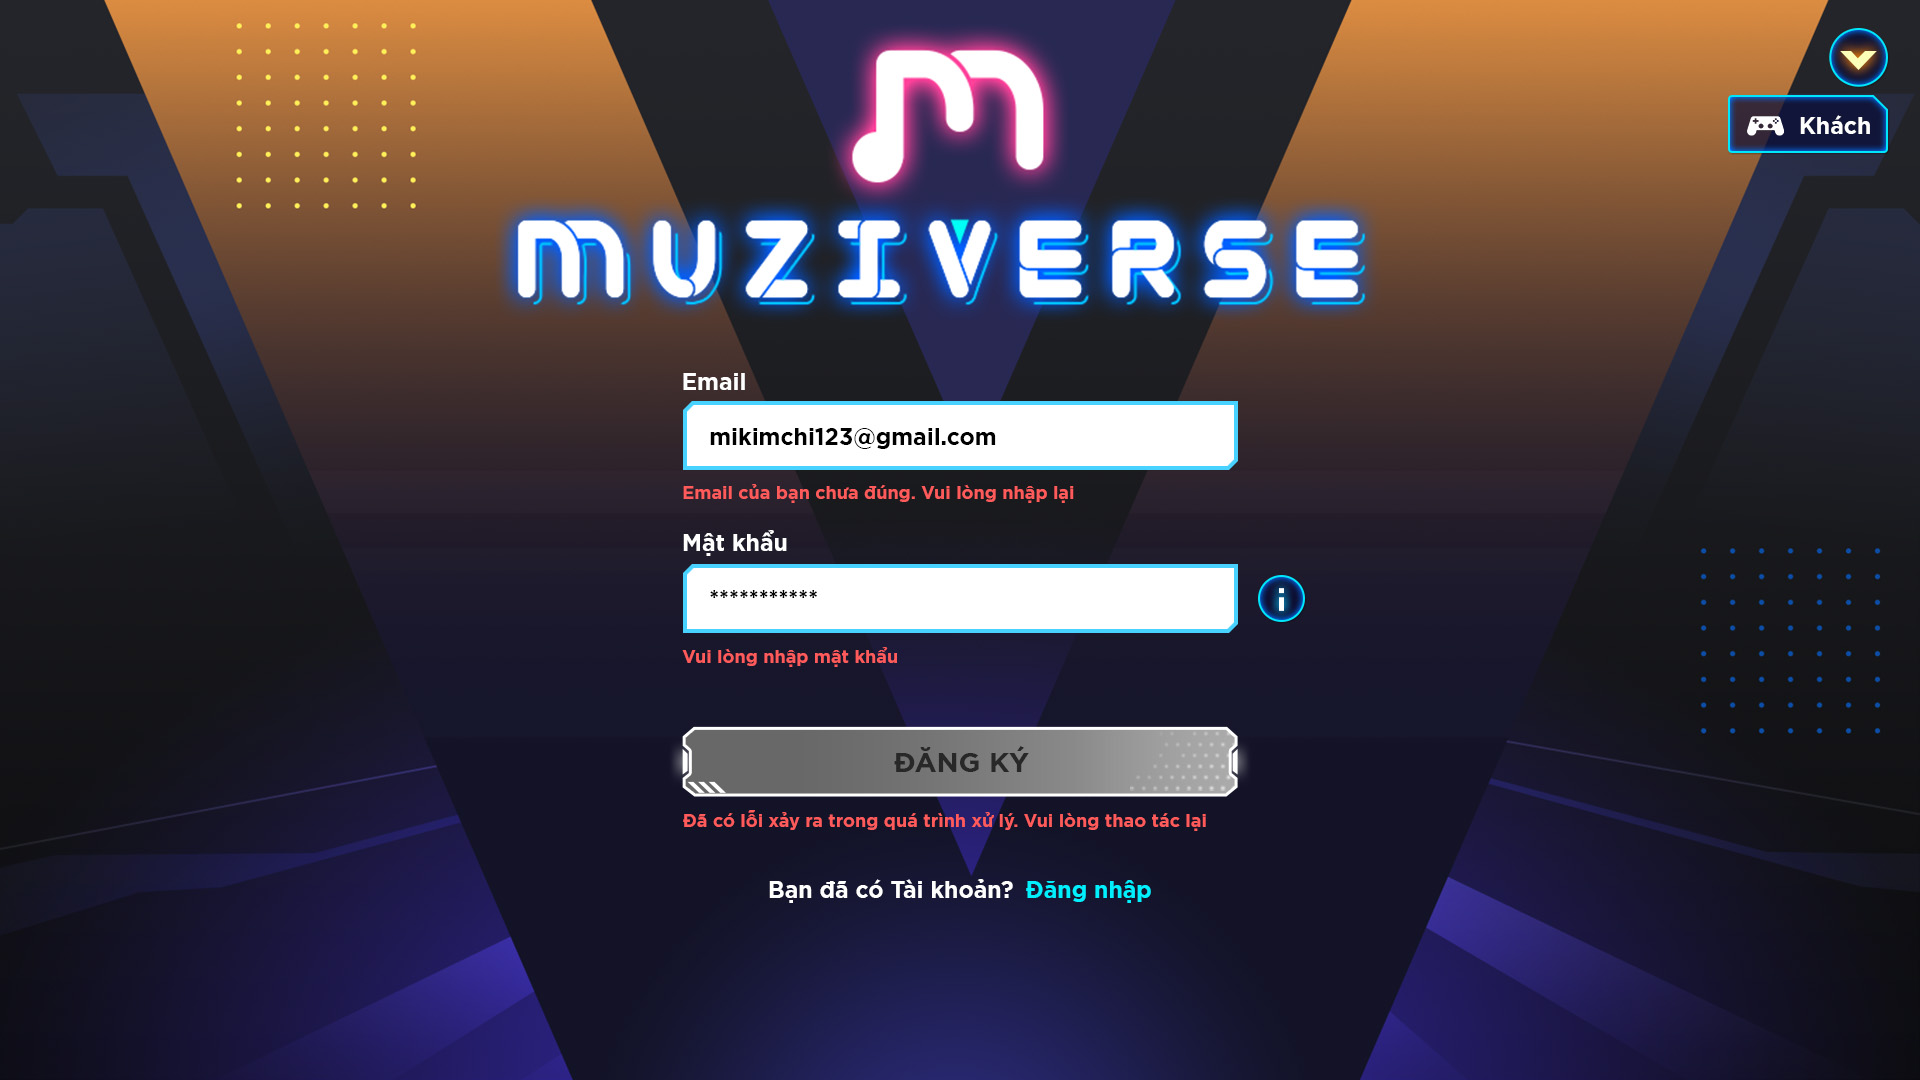 MUZIVERSE
Khách
Email
mikimchi123@gmail.com
Email của bạn chưa đúng. Vui lòng nhập lại
Mật khẩu
***********
Vui lòng nhập mật khẩu
ĐĂNG KÝ
Đã có lỗi xảy ra trong quá trình xử lý. Vui lòng thao tác lại
Bạn đã có Tài khoản? Đăng nhập